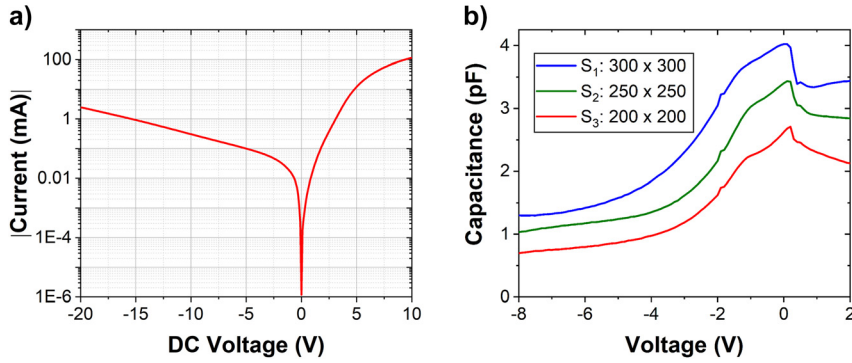 a)
|Current (mA)|
100
1
0.01
1E-4
1E-6
-20 -15 -10 -5 0 5 10
DC Voltage (V)
b)
Capacitance (pF)
4
3
2
1
0
S₁: 300 x 300
S₂: 250 x 250
S₃: 200 x 200
-8 -6 -4 -2 0 2
Voltage (V)